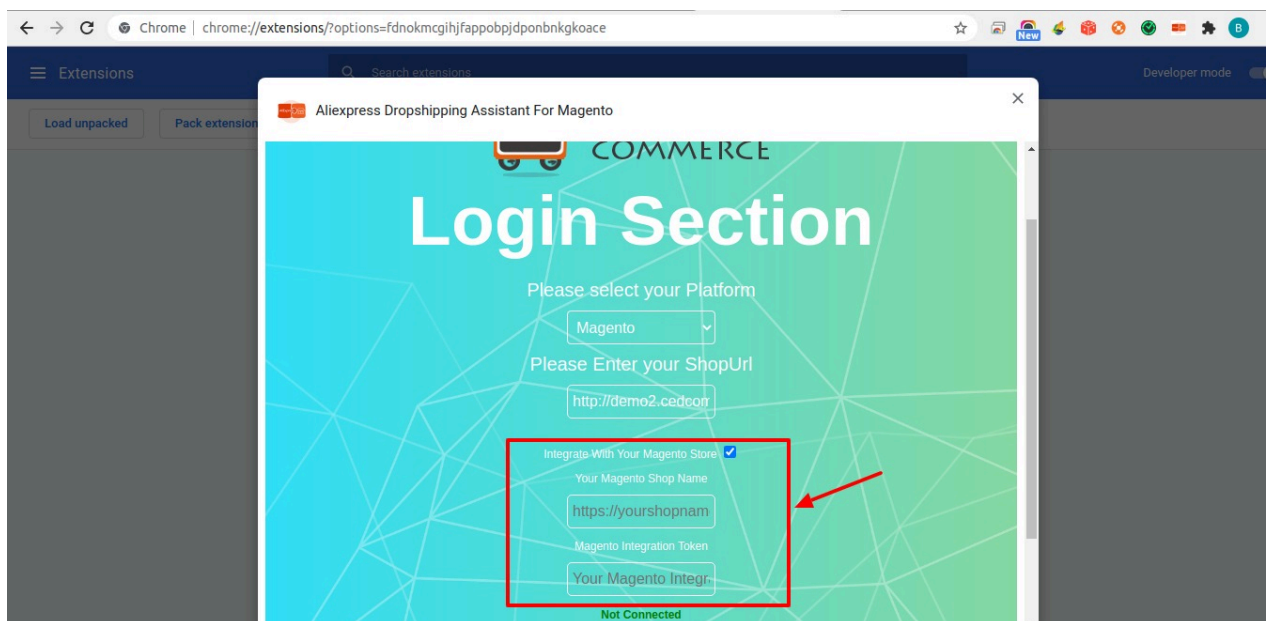 Chrome | chrome://extensions/?options=fdnokmcgihjfappobpjdponbnkgkoace
New
B
Extensions
Search extensions
Developer mode
Aliexpress Dropshipping Assistant For Magento
Load unpacked
Pack extension
COMMERCE
Login Section
Please select your Platform
Magento
Please Enter your ShopUrl
http://demo2.cedcom
Integrate With Your Magento Store
Your Magento Shop Name
https://yourshopnam
Magento Integration Token
Your Magento Integr
Not Connected